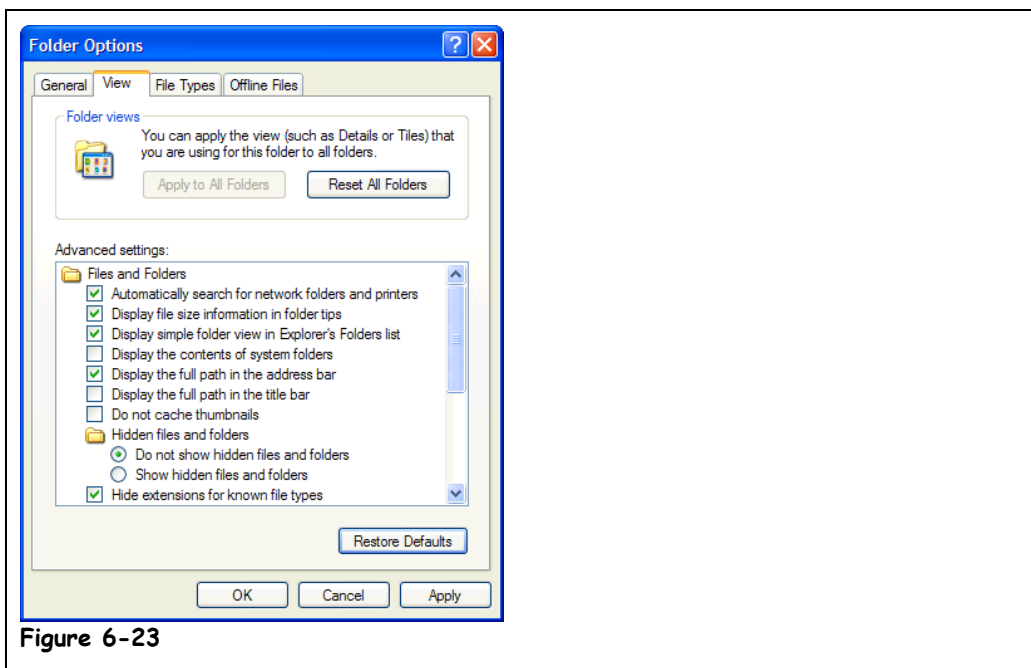 Folder Options
General View File Types Offline Files
Folder views
You can apply the view (such as Details or Tiles) that
you are using for this folder to all folders.
Apply to All Folders Reset All Folders
Advanced settings:
Files and Folders
Automatically search for network folders and printers
Display file size information in folder tips
Display simple folder view in Explorer's Folders list
Display the contents of system folders
Display the full path in the address bar
Display the full path in the title bar
Do not cache thumbnails
Hidden files and folders
Do not show hidden files and folders
Show hidden files and folders
Hide extensions for known file types
Restore Defaults
OK Cancel Apply
Figure 6-23